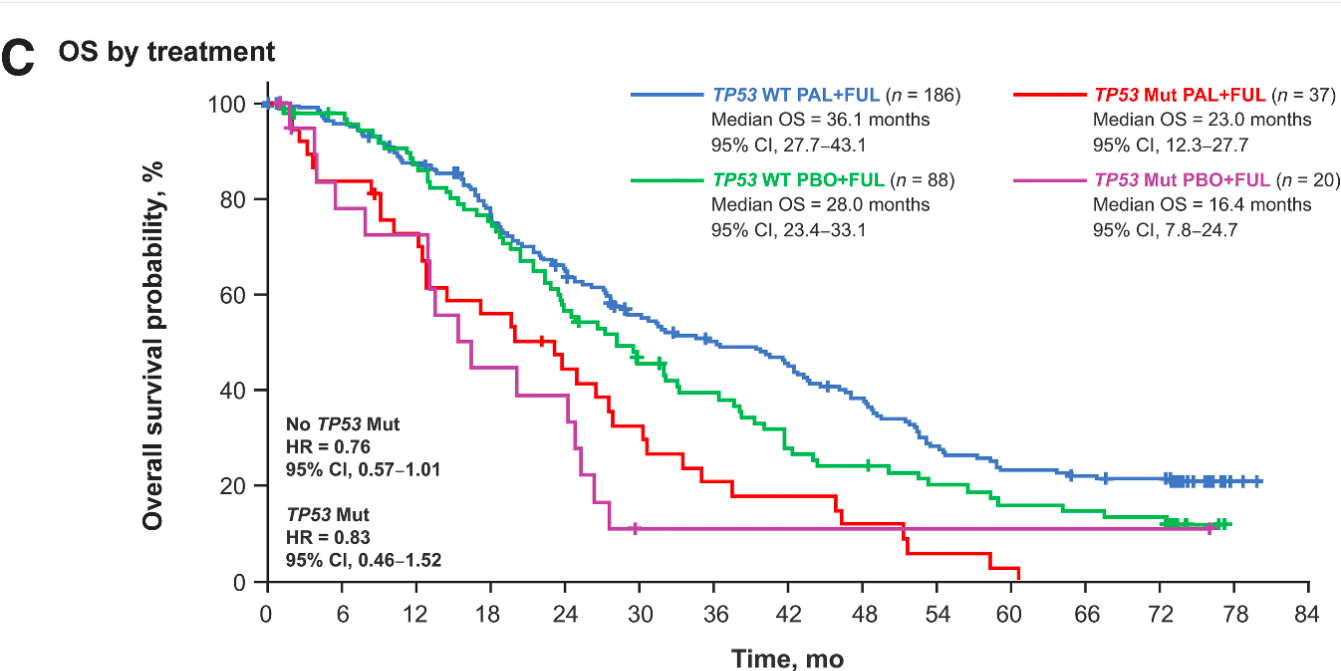 C OS by treatment
TP53 WT PAL+FUL (n = 186)
Median OS = 36.1 months
95% CI, 27.7–43.1
TP53 Mut PAL+FUL (n = 37)
Median OS = 23.0 months
95% CI, 12.3–27.7
TP53 WT PBO+FUL (n = 88)
Median OS = 28.0 months
95% CI, 23.4–33.1
TP53 Mut PBO+FUL (n = 20)
Median OS = 16.4 months
95% CI, 7.8–24.7
Overall survival probability, %
100
80
60
40
20
0
No TP53 Mut
HR = 0.76
95% CI, 0.57–1.01
TP53 Mut
HR = 0.83
95% CI, 0.46–1.52
0 6 12 18 24 30 36 42 48 54 60 66 72 78 84
Time, mo